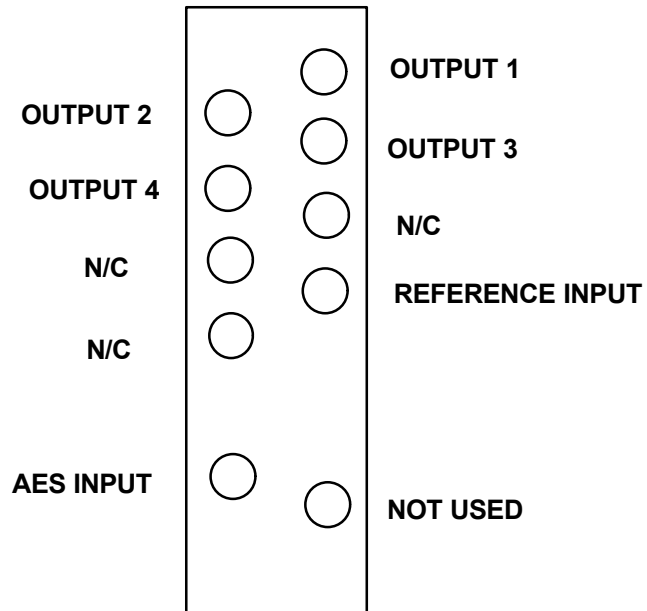 OUTPUT 1
OUTPUT 2
OUTPUT 3
OUTPUT 4
N/C
N/C
REFERENCE INPUT
N/C
AES INPUT
NOT USED